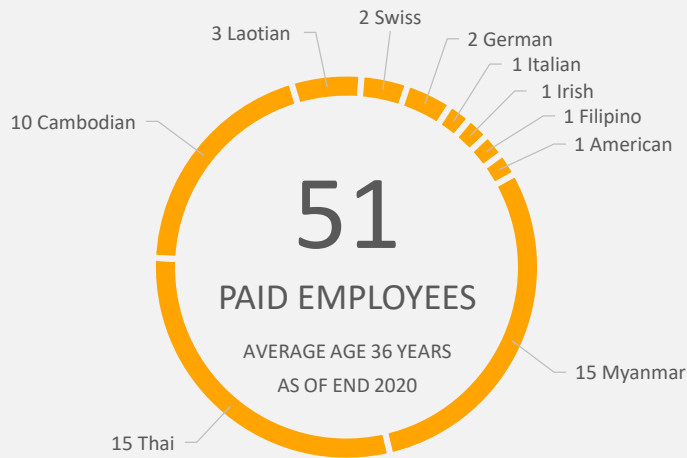 2 Swiss
3 Laotian
2 German
1 Italian
1 Irish
10 Cambodian
1 Filipino
1 American
51
PAID EMPLOYEES
AVERAGE AGE 36 YEARS
AS OF END 2020
15 Myanmar
15 Thai